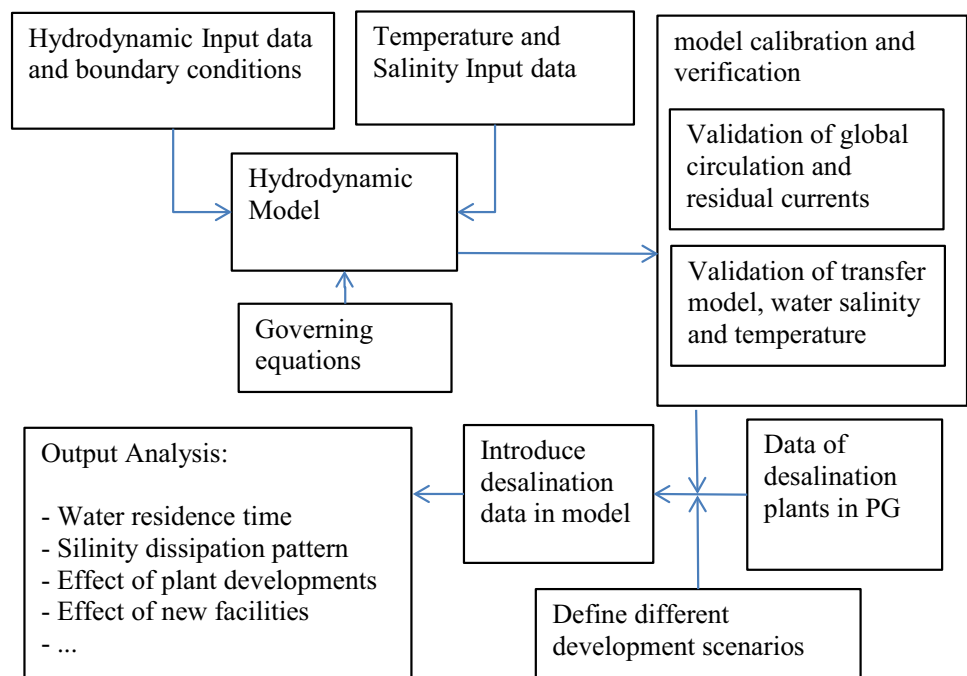 Hydrodynamic Input data
and boundary conditions
Temperature and
Salinity Input data
model calibration and
verification
Validation of global
circulation and
residual currents
Hydrodynamic
Model
Validation of transfer
model, water salinity
and temperature
Governing
equations
Output Analysis:
- Water residence time
- Silinity dissipation pattern
- Effect of plant developments
- Effect of new facilities
- ...
Introduce
desalination
data in model
Data of
desalination
plants in PG
Define different
development scenarios